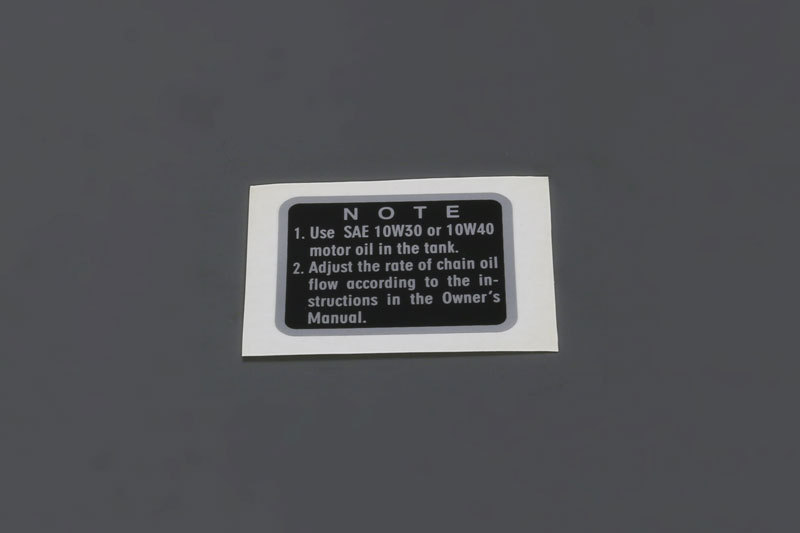 NOTE
1. Use SAE 10W30 or 10W40
motor oil in the tank.
2. Adjust the rate of chain oil
flow according to the in-
structions in the Owner's
Manual.